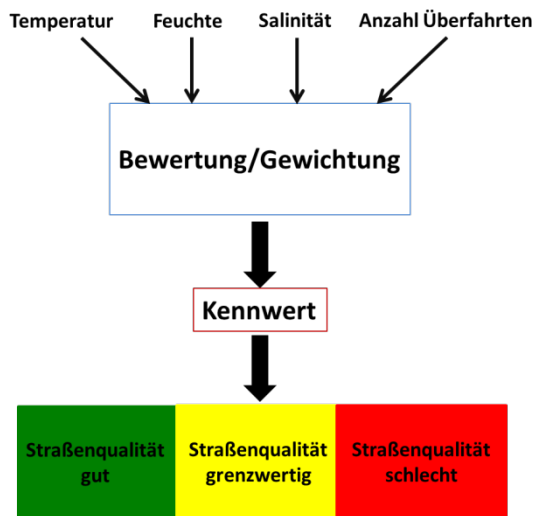 Temperatur Feuchte Salinität Anzahl Überfahrten
Bewertung/Gewichtung
Kennwert
Straßenqualität
gut
Straßenqualität
grenzwertig
Straßenqualität
schlecht